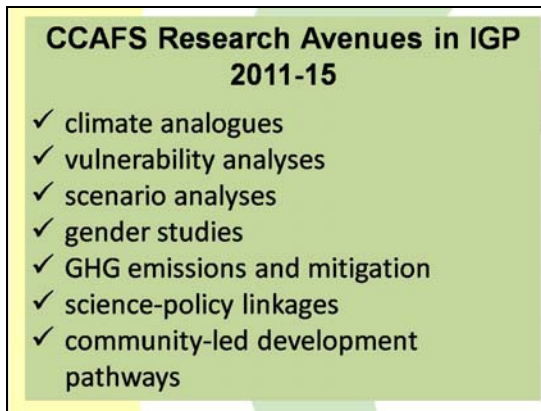 CCAFS Research Avenues in IGP
2011-15
✓ climate analogues
✓ vulnerability analyses
✓ scenario analyses
✓ gender studies
✓ GHG emissions and mitigation
✓ science-policy linkages
✓ community-led development
pathways